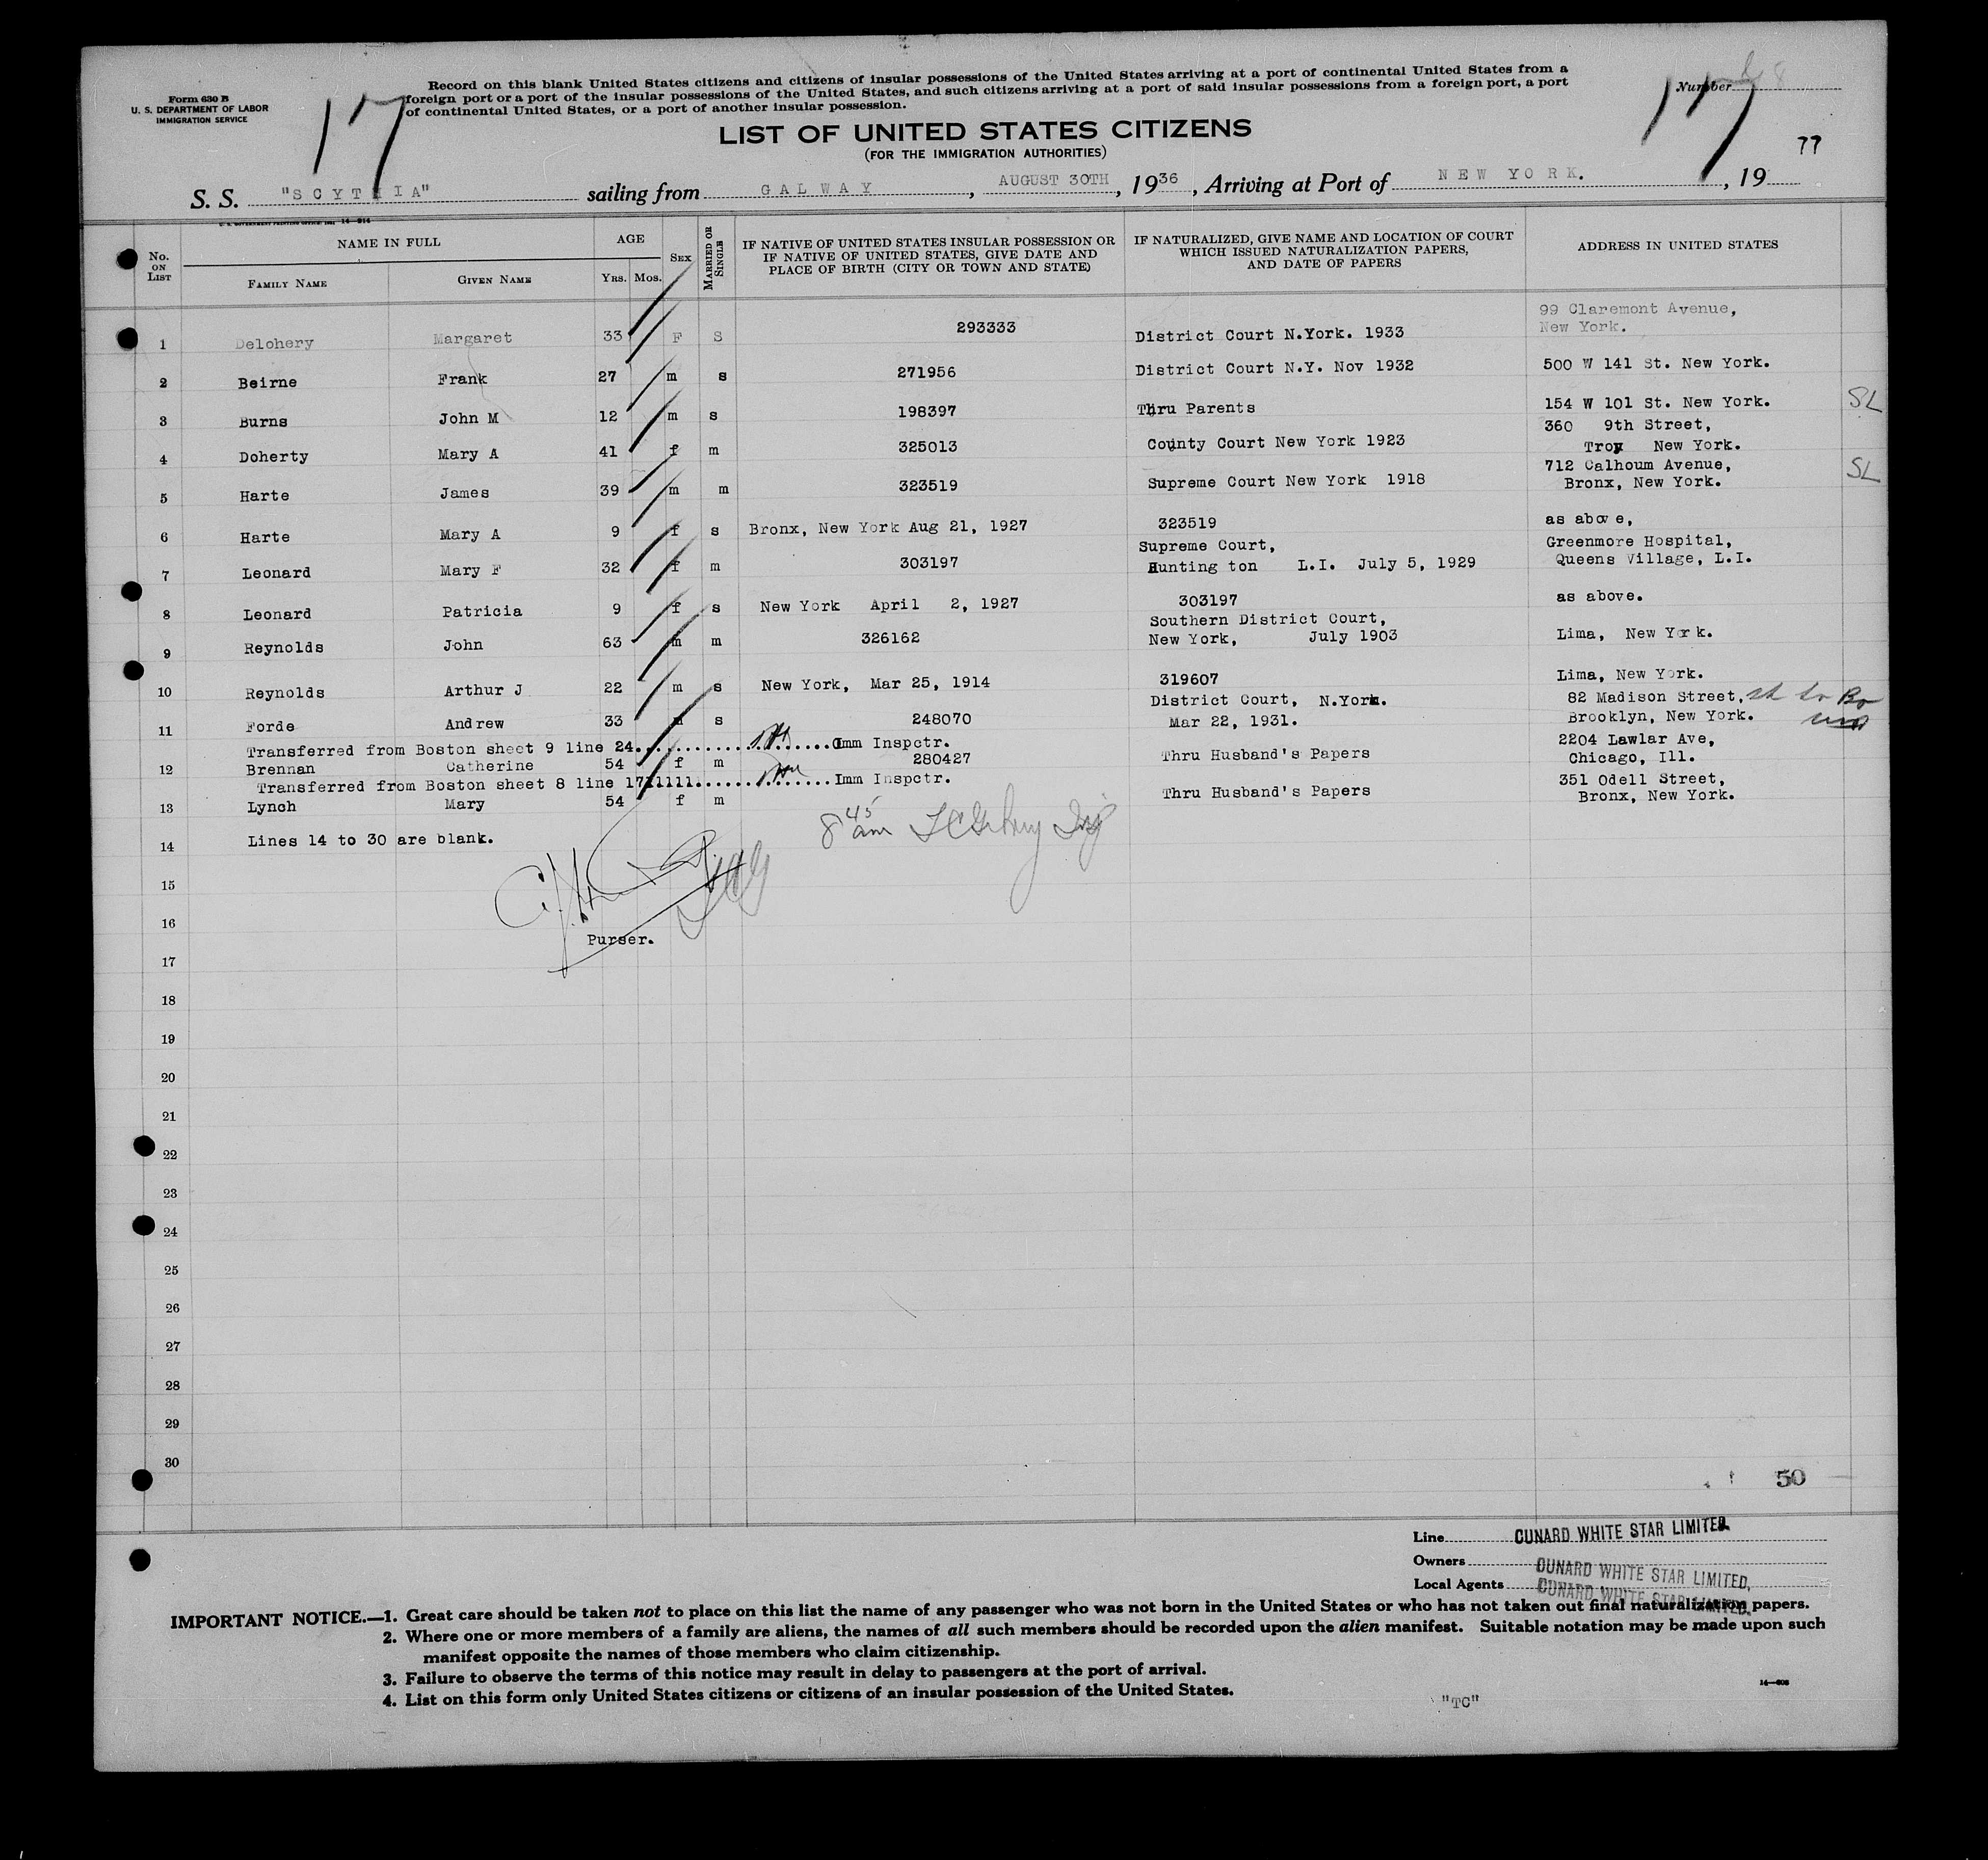 Form 630 B
U. S. DEPARTMENT OF LABOR
IMMIGRATION SERVICE
17
Record on this blank United States citizens and citizens of insular possessions of the United States arriving at a port of continental United States from a
foreign port or a port of the insular possessions of the United States, and such citizens arriving at a port of said insular possessions from a foreign port, a port
of continental United States, or a port of another insular possession.
Number
17
77
LIST OF UNITED STATES CITIZENS
(FOR THE IMMIGRATION AUTHORITIES)
S. S. "SCYTHIA" sailing from GALWAY, AUGUST 30TH, 1936, Arriving at Port of NEW YORK., 19
No. ON LIST NAME IN FULL AGE SEX MARRIED OR SINGLE IF NATIVE OF UNITED STATES INSULAR POSSESSION OR IF NATIVE OF UNITED STATES, GIVE DATE AND PLACE OF BIRTH (CITY OR TOWN AND STATE) IF NATURALIZED, GIVE NAME AND LOCATION OF COURT WHICH ISSUED NATURALIZATION PAPERS, AND DATE OF PAPERS ADDRESS IN UNITED STATES
FAMILY NAME GIVEN NAME YRS. MOS.
99 Claremont Avenue,
1 Delohery Margaret 33 F S 293333 District Court N.York. 1933 New York.
2 Beirne Frank 27 m s 271956 District Court N.Y. Nov 1932 500 W 141 St. New York.
3 Burns John M 12 m s 198397 Thru Parents 154 W 101 St. New York. SL
360 9th Street,
4 Doherty Mary A 41 f m 325013 County Court New York 1923 Troy New York.
712 Calhoum Avenue, SL
5 Harte James 39 m m 323519 Supreme Court New York 1918 Bronx, New York.
6 Harte Mary A 9 f s Bronx, New York Aug 21, 1927 323519 as above,
Supreme Court, Greenmore Hospital,
7 Leonard Mary F 32 f m 303197 Hunting ton L.I. July 5, 1929 Queens Village, L.I.
8 Leonard Patricia 9 f s New York April 2, 1927 303197 as above.
Southern District Court,
9 Reynolds John 63 m m 326162 New York, July 1903 Lima, New York.
10 Reynolds Arthur J 22 m s New York, Mar 25, 1914 319607 Lima, New York.
District Court, N.York. 82 Madison Street,
11 Forde Andrew 33 m s 248070 Mar 22, 1931. Brooklyn, New York.
Transferred from Boston sheet 9 line 24....................Imm Inspctr. 2204 Lawlar Ave,
12 Brennan Catherine 54 f m 280427 Thru Husband's Papers Chicago, Ill.
Transferred from Boston sheet 8 line 17lllll..............Imm Inspctr. 351 Odell Street,
13 Lynch Mary 54 f m Thru Husband's Papers Bronx, New York.
14 Lines 14 to 30 are blank.
8 45 am
15
16
Purser.
17
18
19
20
21
22
23
24
25
26
27
28
29
30
50
Line CUNARD WHITE STAR LIMITED.
Owners CUNARD WHITE STAR LIMITED,
Local Agents CUNARD WHITE STAR LIMITED,
IMPORTANT NOTICE.—1. Great care should be taken not to place on this list the name of any passenger who was not born in the United States or who has not taken out final naturalization papers.
2. Where one or more members of a family are aliens, the names of all such members should be recorded upon the alien manifest. Suitable notation may be made upon such
manifest opposite the names of those members who claim citizenship.
3. Failure to observe the terms of this notice may result in delay to passengers at the port of arrival.
4. List on this form only United States citizens or citizens of an insular possession of the United States.
"TC"